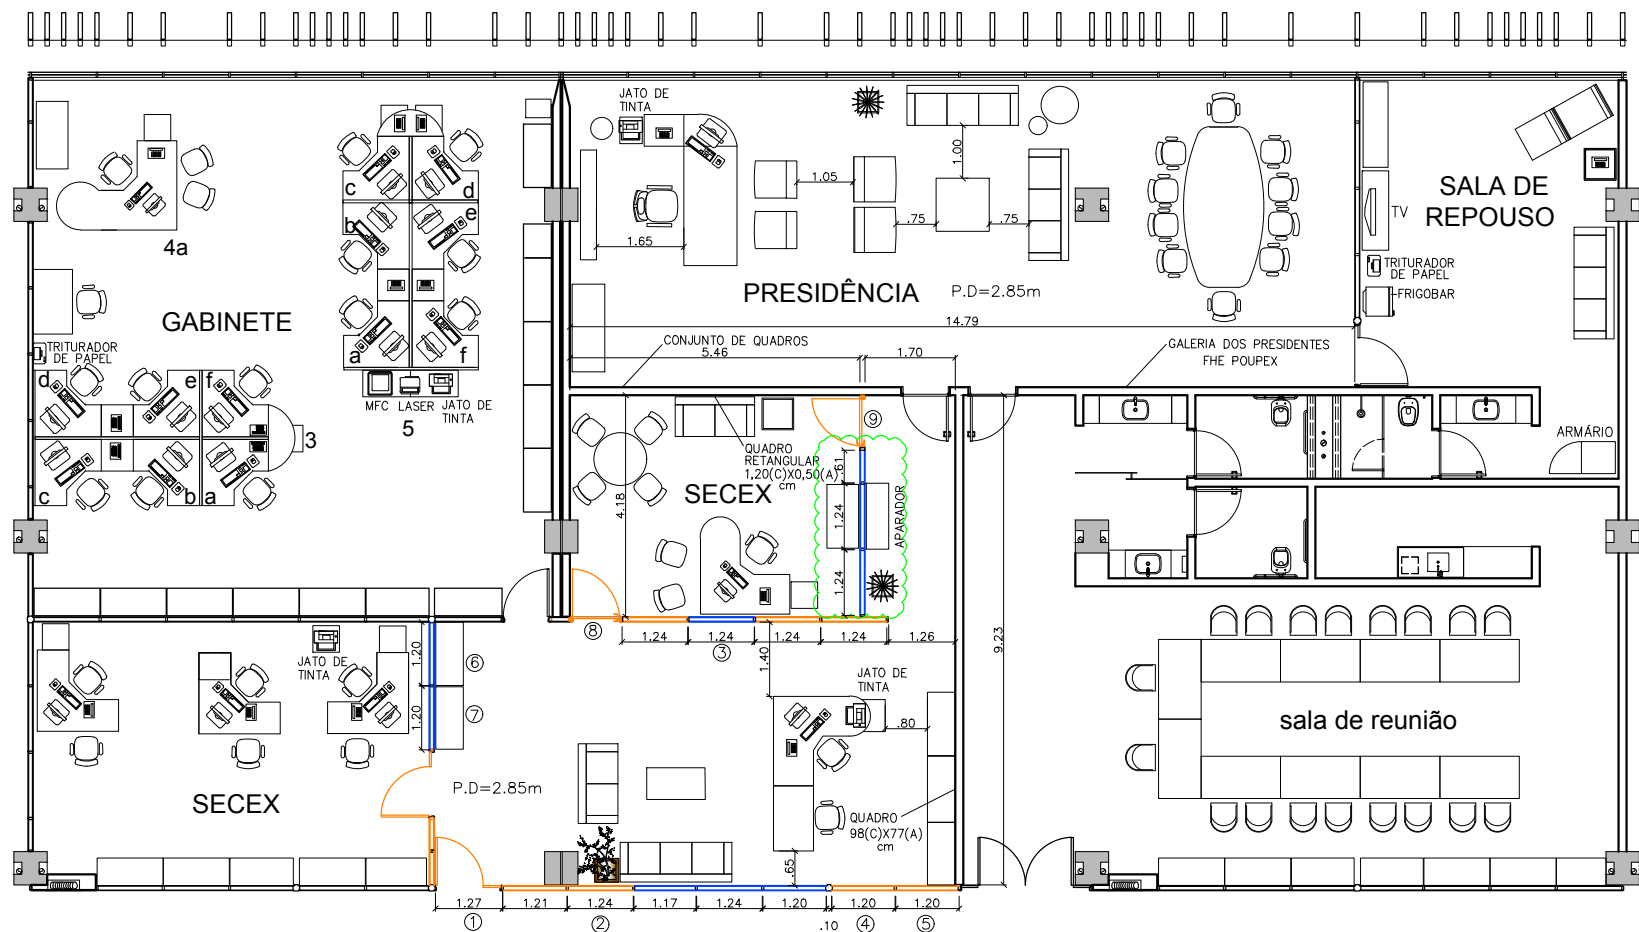 JATO DE
TINTA
1.00
1.05
.75
.75
1.65
PRESIDÊNCIA
P.D=2.85m
14.79
CONJUNTO DE QUADROS
5.46
1.70
GALERIA DOS PRESIDENTES
FHE POUPEX
SALA DE
REPOUSO
TV
TRITURADOR
DE PAPEL
FRIGOBAR
ARMÁRIO
4a
GABINETE
TRITURADOR
DE PAPEL
c
d
b
e
a
f
MFC
LASER
JATO DE
TINTA
5
d
e
f
3
c
b
a
QUADRO
RETANGULAR
1,20(C)X0,50(A)
cm
SECEX
4.18
9
.61
1.24
1.24
APARADOR
8
1.24
1.24
1.24
1.24
1.26
3
1.40
9.23
JATO DE
TINTA
1.20
6
1.20
7
SECEX
P.D=2.85m
JATO DE
TINTA
.80
QUADRO
98(C)X77(A)
cm
.65
sala de reunião
1.27
1.21
1.24
1.17
1.24
1.20
.10
1.20
1.20
1
2
4
5